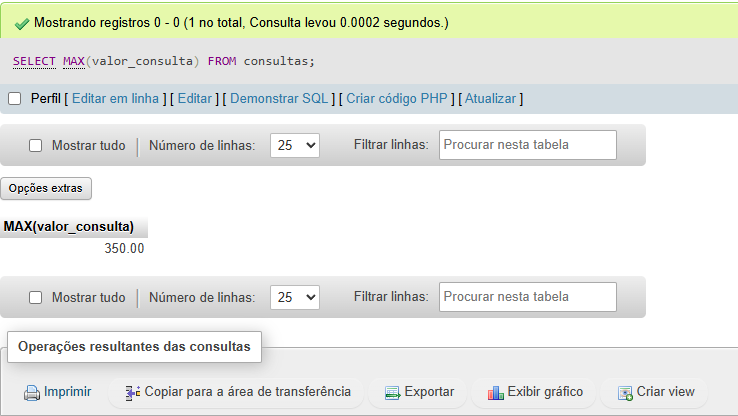 Mostrando registros 0 - 0 (1 no total, Consulta levou 0.0002 segundos.)
SELECT MAX(valor_consulta) FROM consultas;
Perfil [ Editar em linha ] [ Editar ] [ Demonstrar SQL ] [ Criar código PHP ] [ Atualizar ]
Mostrar tudo Número de linhas: 25 Filtrar linhas: Procurar nesta tabela
Opções extras
MAX(valor_consulta)
350.00
Mostrar tudo Número de linhas: 25 Filtrar linhas: Procurar nesta tabela
Operações resultantes das consultas
Imprimir Copiar para a área de transferência Exportar Exibir gráfico Criar view